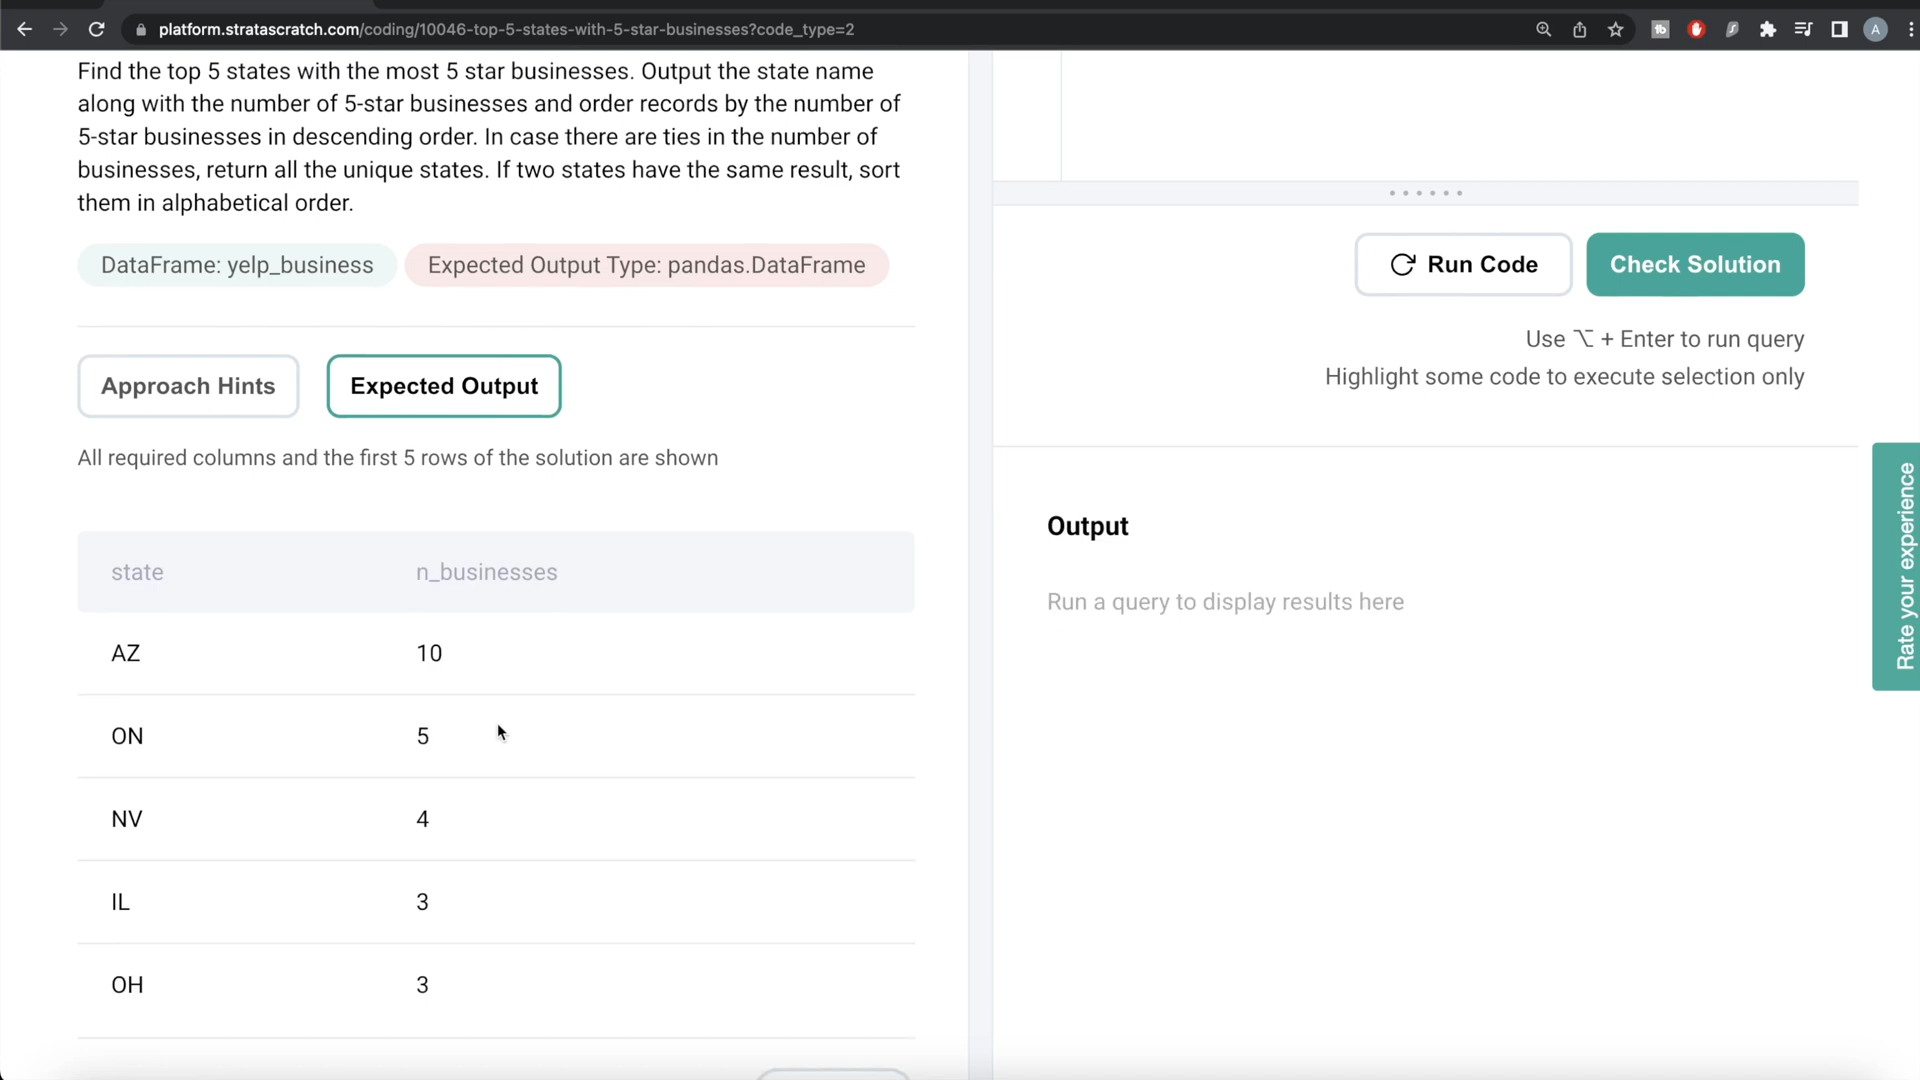 platform.stratascratch.com/coding/10046-top-5-states-with-5-star-businesses?code_type=2
tb
A
Find the top 5 states with the most 5 star businesses. Output the state name
along with the number of 5-star businesses and order records by the number of
5-star businesses in descending order. In case there are ties in the number of
businesses, return all the unique states. If two states have the same result, sort
them in alphabetical order.
DataFrame: yelp_business
Expected Output Type: pandas.DataFrame
Approach Hints
Expected Output
All required columns and the first 5 rows of the solution are shown
state n_businesses
AZ 10
ON 5
NV 4
IL 3
OH 3
Run Code
Check Solution
Use ⌥ + Enter to run query
Highlight some code to execute selection only
Output
Run a query to display results here
Rate your experience